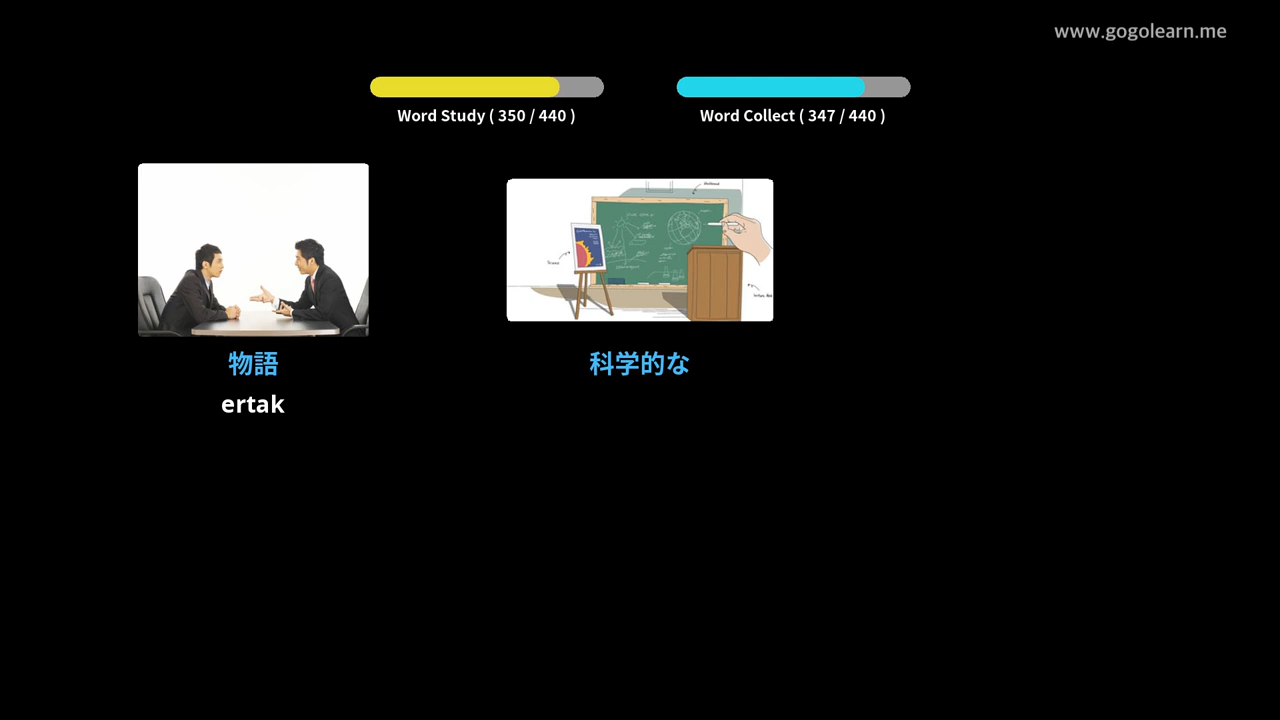 www.gogolearn.me
Word Study ( 350 / 440 )
Word Collect ( 347 / 440 )
物語
科学的な
ertak